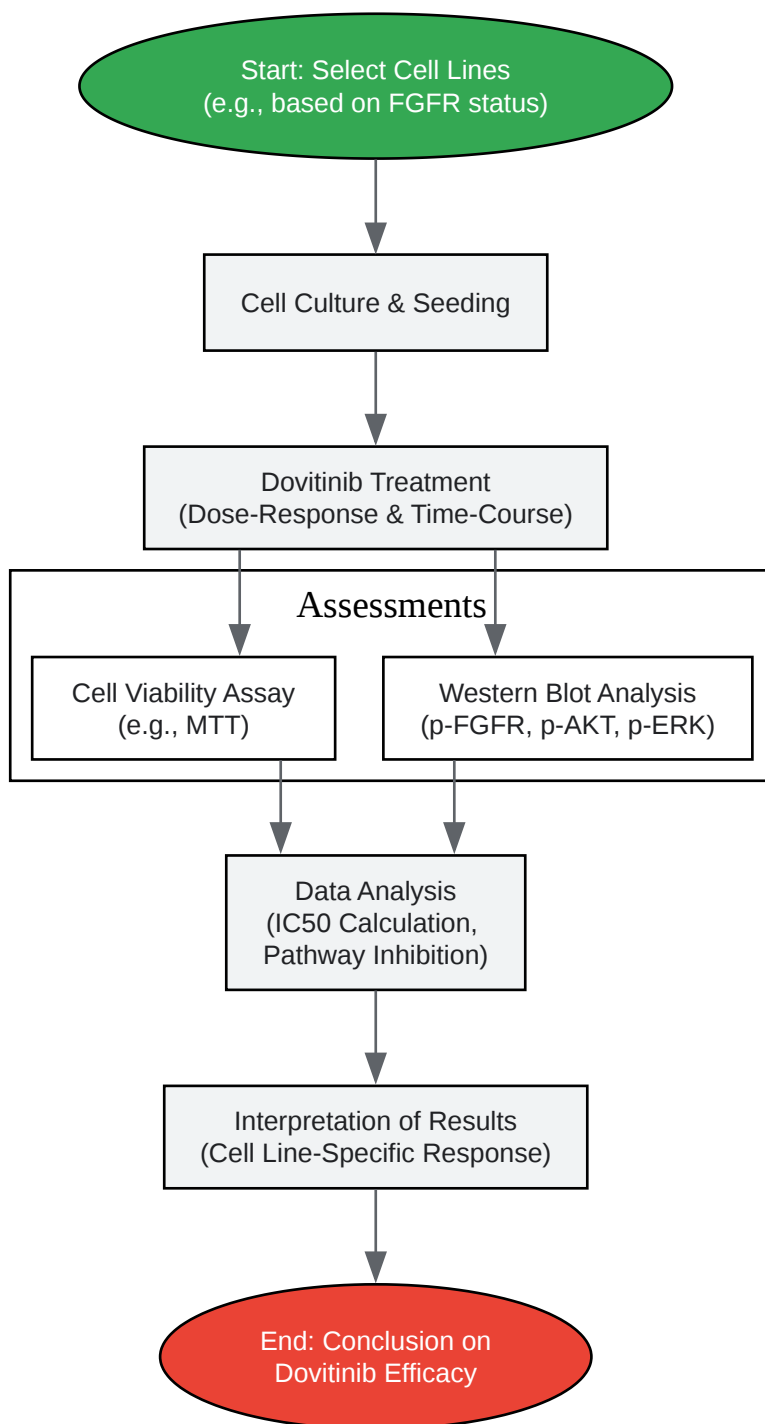 Start: Select Cell Lines
(e.g., based on FGFR status)
Cell Culture & Seeding
Dovitinib Treatment
(Dose-Response & Time-Course)
Assessments
Cell Viability Assay
(e.g., MTT)
Western Blot Analysis
(p-FGFR, p-AKT, p-ERK)
Data Analysis
(IC50 Calculation,
Pathway Inhibition)
Interpretation of Results
(Cell Line-Specific Response)
End: Conclusion on
Dovitinib Efficacy